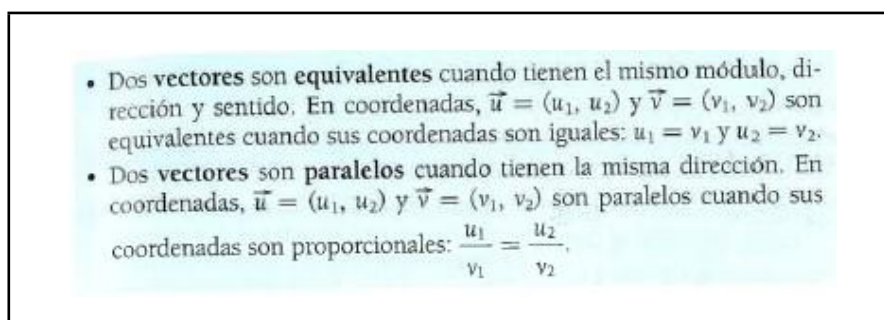 • Dos vectores son equivalentes cuando tienen el mismo módulo, di-
rección y sentido. En coordenadas, u⃗ = (u₁, u₂) y v⃗ = (v₁, v₂) son
equivalentes cuando sus coordenadas son iguales: u₁ = v₁ y u₂ = v₂.
• Dos vectores son paralelos cuando tienen la misma dirección. En
coordenadas, u⃗ = (u₁, u₂) y v⃗ = (v₁, v₂) son paralelos cuando sus
coordenadas son proporcionales: u₁/v₁ = u₂/v₂.